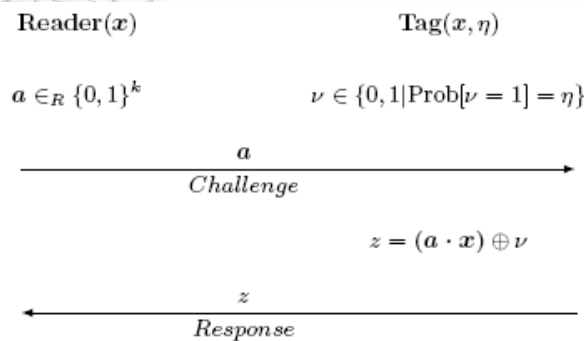 Reader(x) Tag(x, η)
a ∈_R {0, 1}^k ν ∈ {0, 1|Prob[ν = 1] = η}
a
Challenge
z = (a · x) ⊕ ν
z
Response